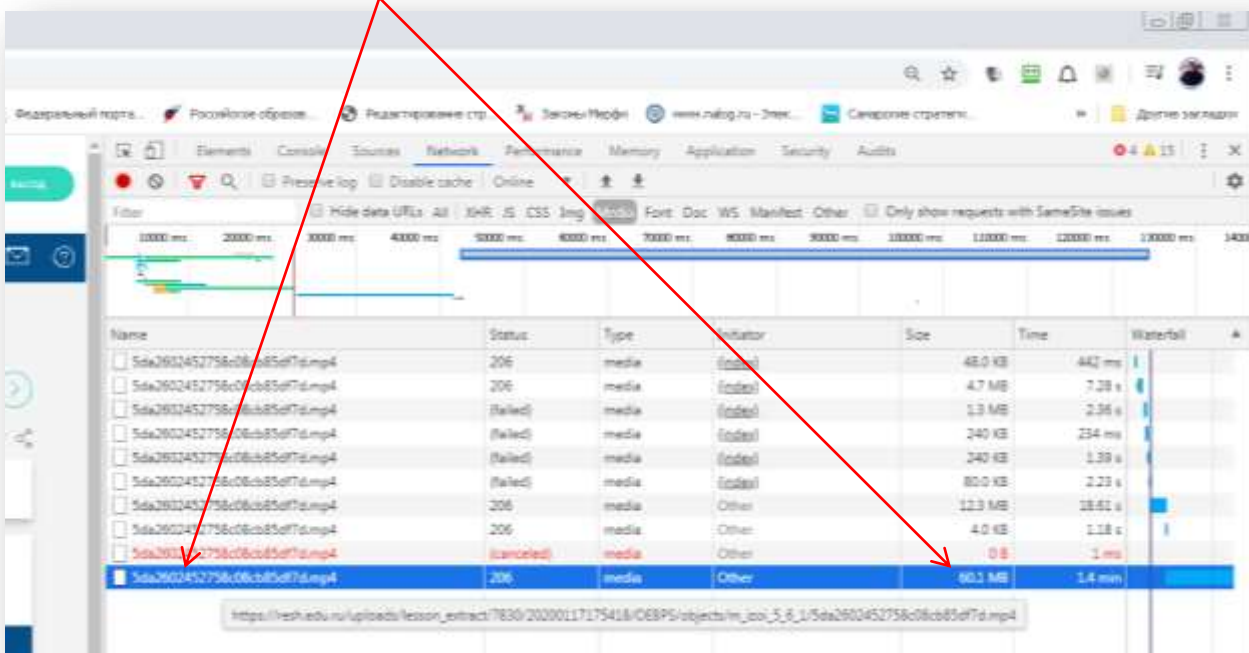 Федеральный порта... Российское образов... Редактирование стр... Законы Мерфи www.nalog.ru - Элек... Самарские стратеги... » Другие закладки
Elements Console Sources Network Performance Memory Application Security Audits 4 15
Preserve log Disable cache Online
выход
Filter Hide data URLs All XHR JS CSS Img Media Font Doc WS Manifest Other Only show requests with SameSite issues
10000 ms 20000 ms 30000 ms 40000 ms 50000 ms 60000 ms 70000 ms 80000 ms 90000 ms 100000 ms 110000 ms 120000 ms 130000 ms 1400
Name Status Type Initiator Size Time Waterfall
5da2602452758c08cb85df7d.mp4 206 media (index) 48.0 KB 442 ms
5da2602452758c08cb85df7d.mp4 206 media (index) 4.7 MB 7.28 s
5da2602452758c08cb85df7d.mp4 (failed) media (index) 1.3 MB 2.36 s
5da2602452758c08cb85df7d.mp4 (failed) media (index) 240 KB 234 ms
5da2602452758c08cb85df7d.mp4 (failed) media (index) 240 KB 1.39 s
5da2602452758c08cb85df7d.mp4 (failed) media (index) 80.0 KB 2.23 s
5da2602452758c08cb85df7d.mp4 206 media Other 12.3 MB 18.61 s
5da2602452758c08cb85df7d.mp4 206 media Other 4.0 KB 1.18 s
5da2602452758c08cb85df7d.mp4 (canceled) media Other 0 B 1 ms
5da2602452758c08cb85df7d.mp4 206 media Other 60.1 MB 1.4 min
https://resh.edu.ru/uploads/lesson_extract/7830/20200117175418/OEBPS/objects/m_izoi_5_6_1/5da2602452758c08cb85df7d.mp4